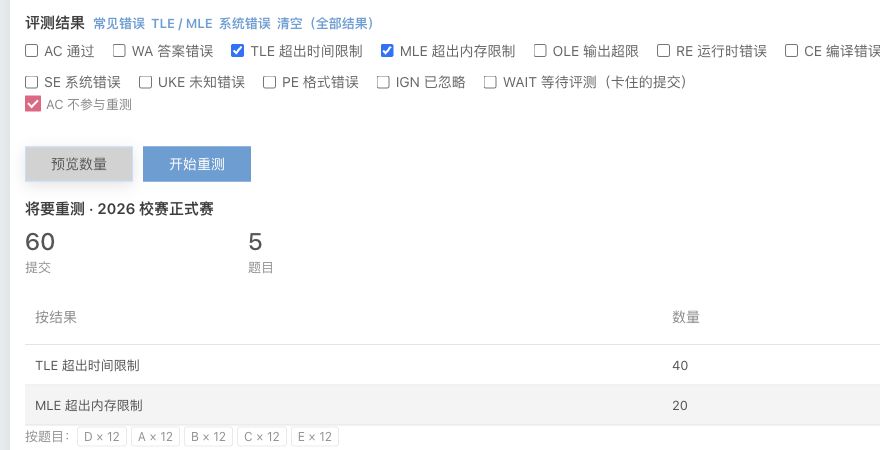 评测结果 常见错误 TLE / MLE 系统错误 清空（全部结果）
AC 通过 WA 答案错误 TLE 超出时间限制 MLE 超出内存限制 OLE 输出超限 RE 运行时错误 CE 编译错误
SE 系统错误 UKE 未知错误 PE 格式错误 IGN 已忽略 WAIT 等待评测（卡住的提交）
AC 不参与重测
预览数量 开始重测
将要重测 · 2026 校赛正式赛
60 5
提交 题目
按结果 数量
TLE 超出时间限制 40
MLE 超出内存限制 20
按题目： D × 12 A × 12 B × 12 C × 12 E × 12